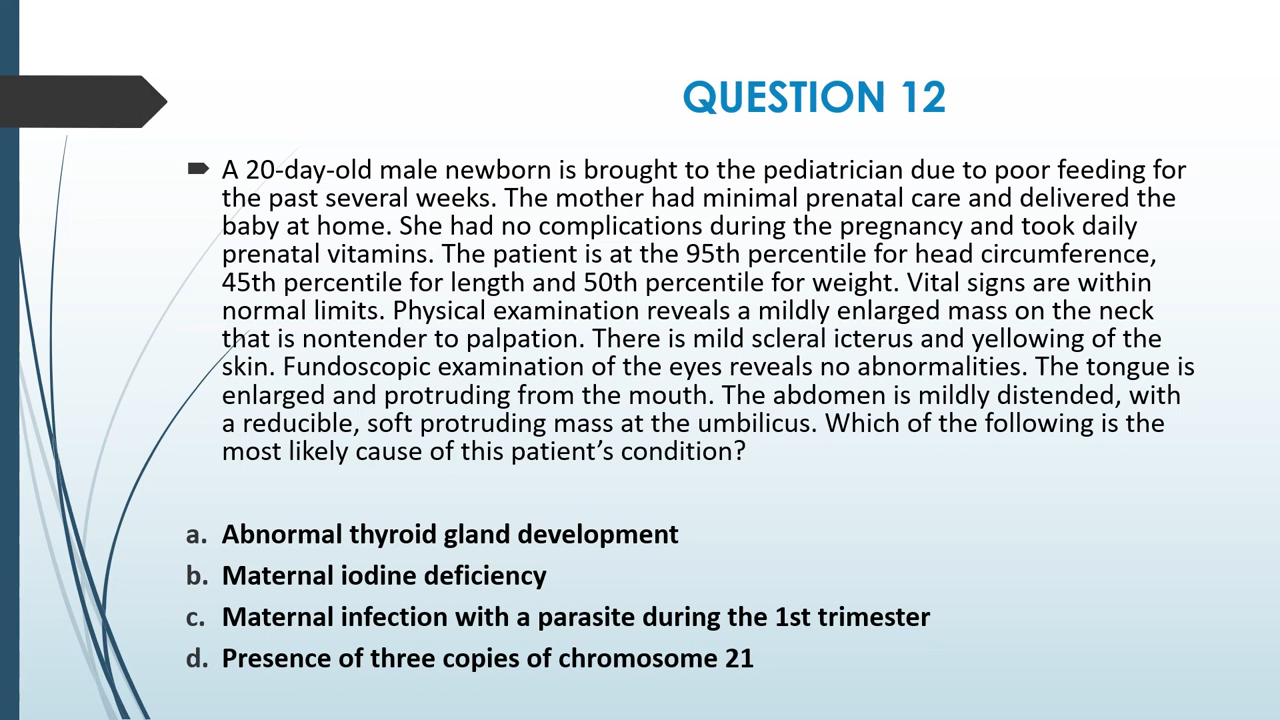 QUESTION 12
A 20-day-old male newborn is brought to the pediatrician due to poor feeding for
the past several weeks. The mother had minimal prenatal care and delivered the
baby at home. She had no complications during the pregnancy and took daily
prenatal vitamins. The patient is at the 95th percentile for head circumference,
45th percentile for length and 50th percentile for weight. Vital signs are within
normal limits. Physical examination reveals a mildly enlarged mass on the neck
that is nontender to palpation. There is mild scleral icterus and yellowing of the
skin. Fundoscopic examination of the eyes reveals no abnormalities. The tongue is
enlarged and protruding from the mouth. The abdomen is mildly distended, with
a reducible, soft protruding mass at the umbilicus. Which of the following is the
most likely cause of this patient’s condition?
a. Abnormal thyroid gland development
b. Maternal iodine deficiency
c. Maternal infection with a parasite during the 1st trimester
d. Presence of three copies of chromosome 21